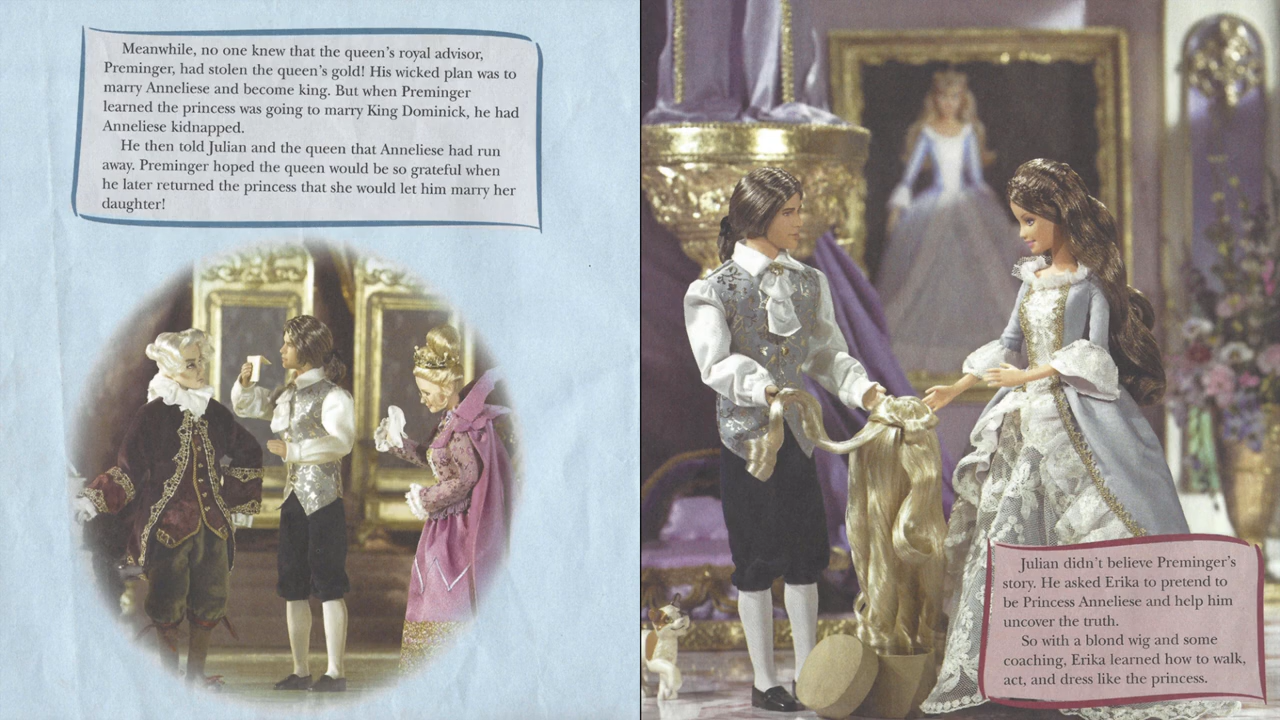 Meanwhile, no one knew that the queen's royal advisor,
Preminger, had stolen the queen's gold! His wicked plan was to
marry Anneliese and become king. But when Preminger
learned the princess was going to marry King Dominick, he had
Anneliese kidnapped.
He then told Julian and the queen that Anneliese had run
away. Preminger hoped the queen would be so grateful when
he later returned the princess that she would let him marry her
daughter!
Julian didn't believe Preminger's
story. He asked Erika to pretend to
be Princess Anneliese and help him
uncover the truth.
So with a blond wig and some
coaching, Erika learned how to walk,
act, and dress like the princess.